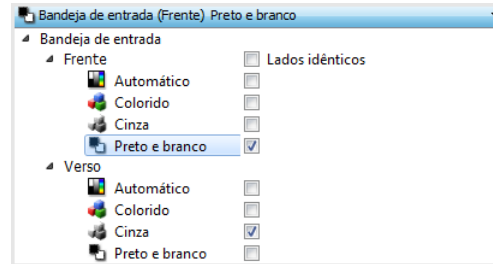 Bandeja de entrada (Frente) Preto e branco
Bandeja de entrada
Frente Lados idênticos
Automático
Colorido
Cinza
Preto e branco
Verso
Automático
Colorido
Cinza
Preto e branco